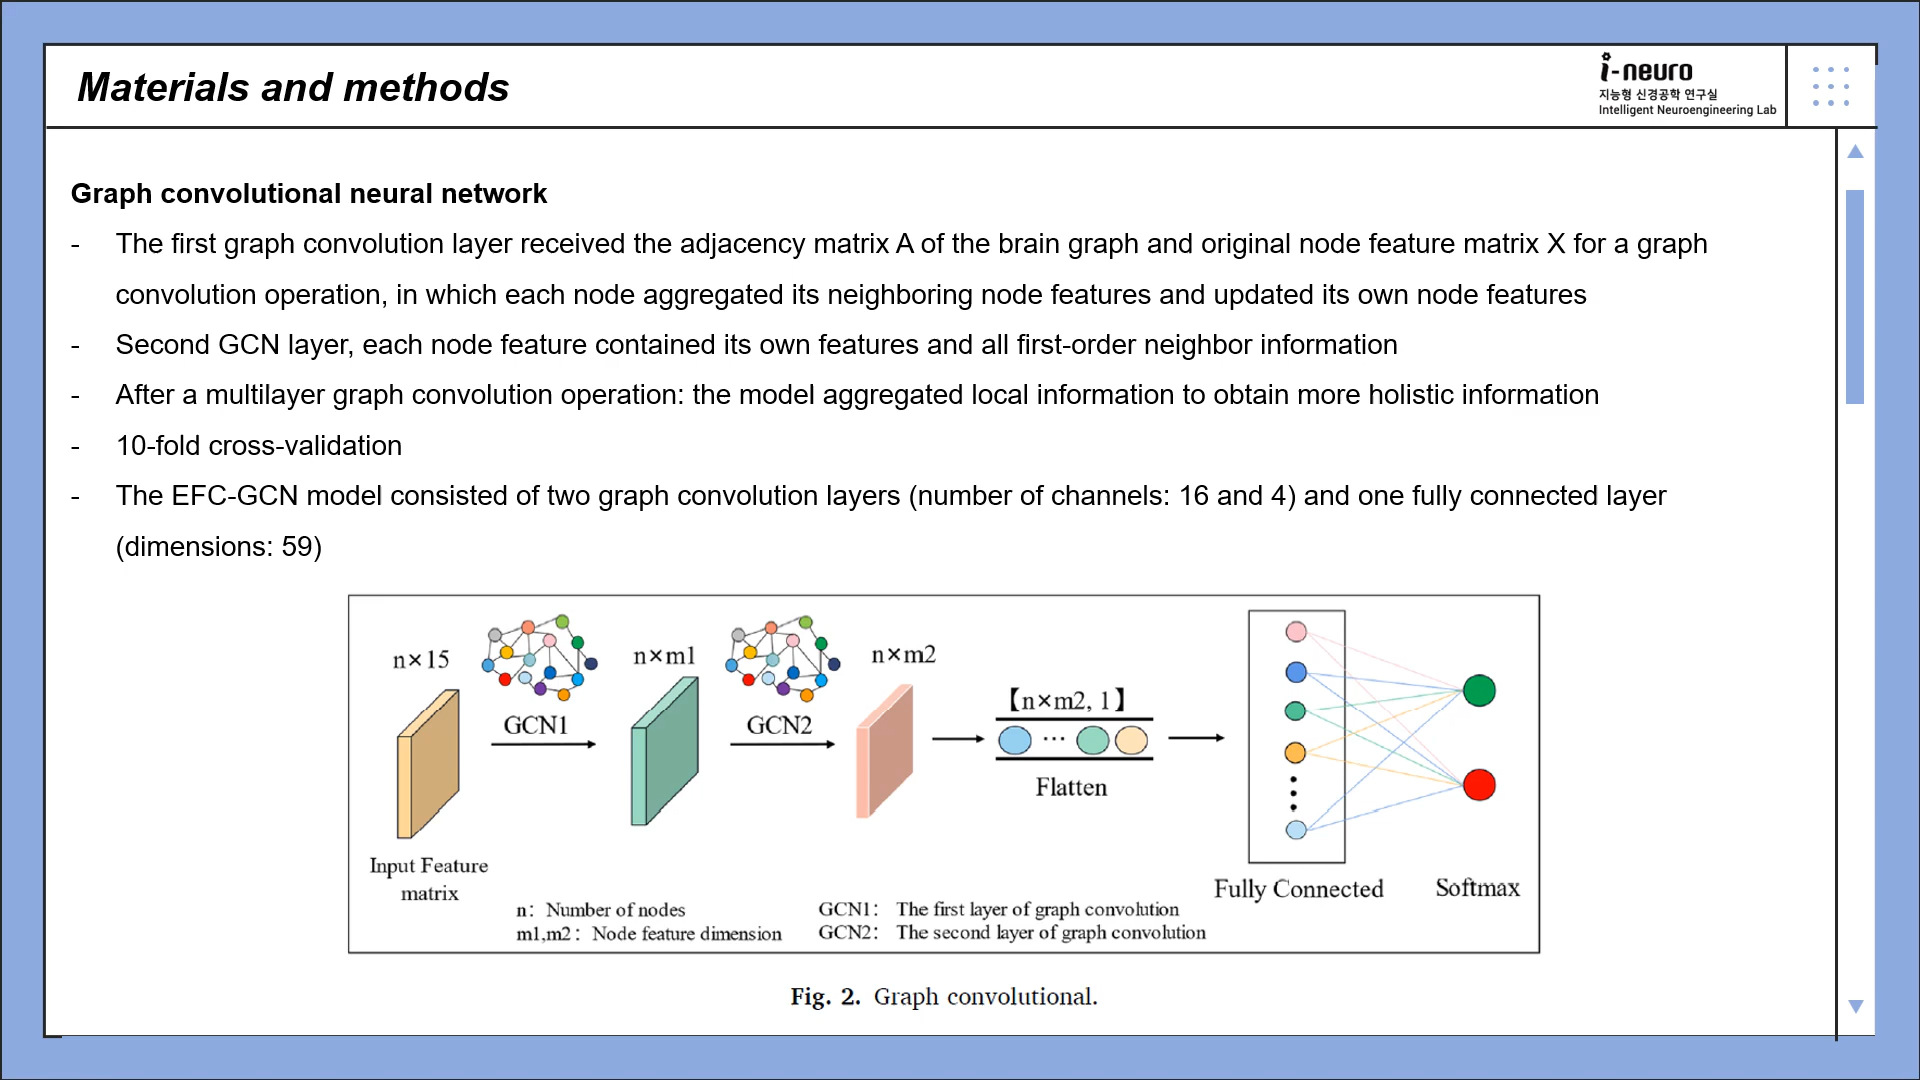 Materials and methods
i-neuro
지능형 신경공학 연구실
Intelligent Neuroengineering Lab
Graph convolutional neural network
- The first graph convolution layer received the adjacency matrix A of the brain graph and original node feature matrix X for a graph
convolution operation, in which each node aggregated its neighboring node features and updated its own node features
- Second GCN layer, each node feature contained its own features and all first-order neighbor information
- After a multilayer graph convolution operation: the model aggregated local information to obtain more holistic information
- 10-fold cross-validation
- The EFC-GCN model consisted of two graph convolution layers (number of channels: 16 and 4) and one fully connected layer
(dimensions: 59)
n×15
GCN1
n×m1
GCN2
n×m2
【n×m2, 1】
...
Flatten
Input Feature
matrix
Fully Connected
Softmax
n: Number of nodes
m1,m2: Node feature dimension
GCN1: The first layer of graph convolution
GCN2: The second layer of graph convolution
Fig. 2. Graph convolutional.